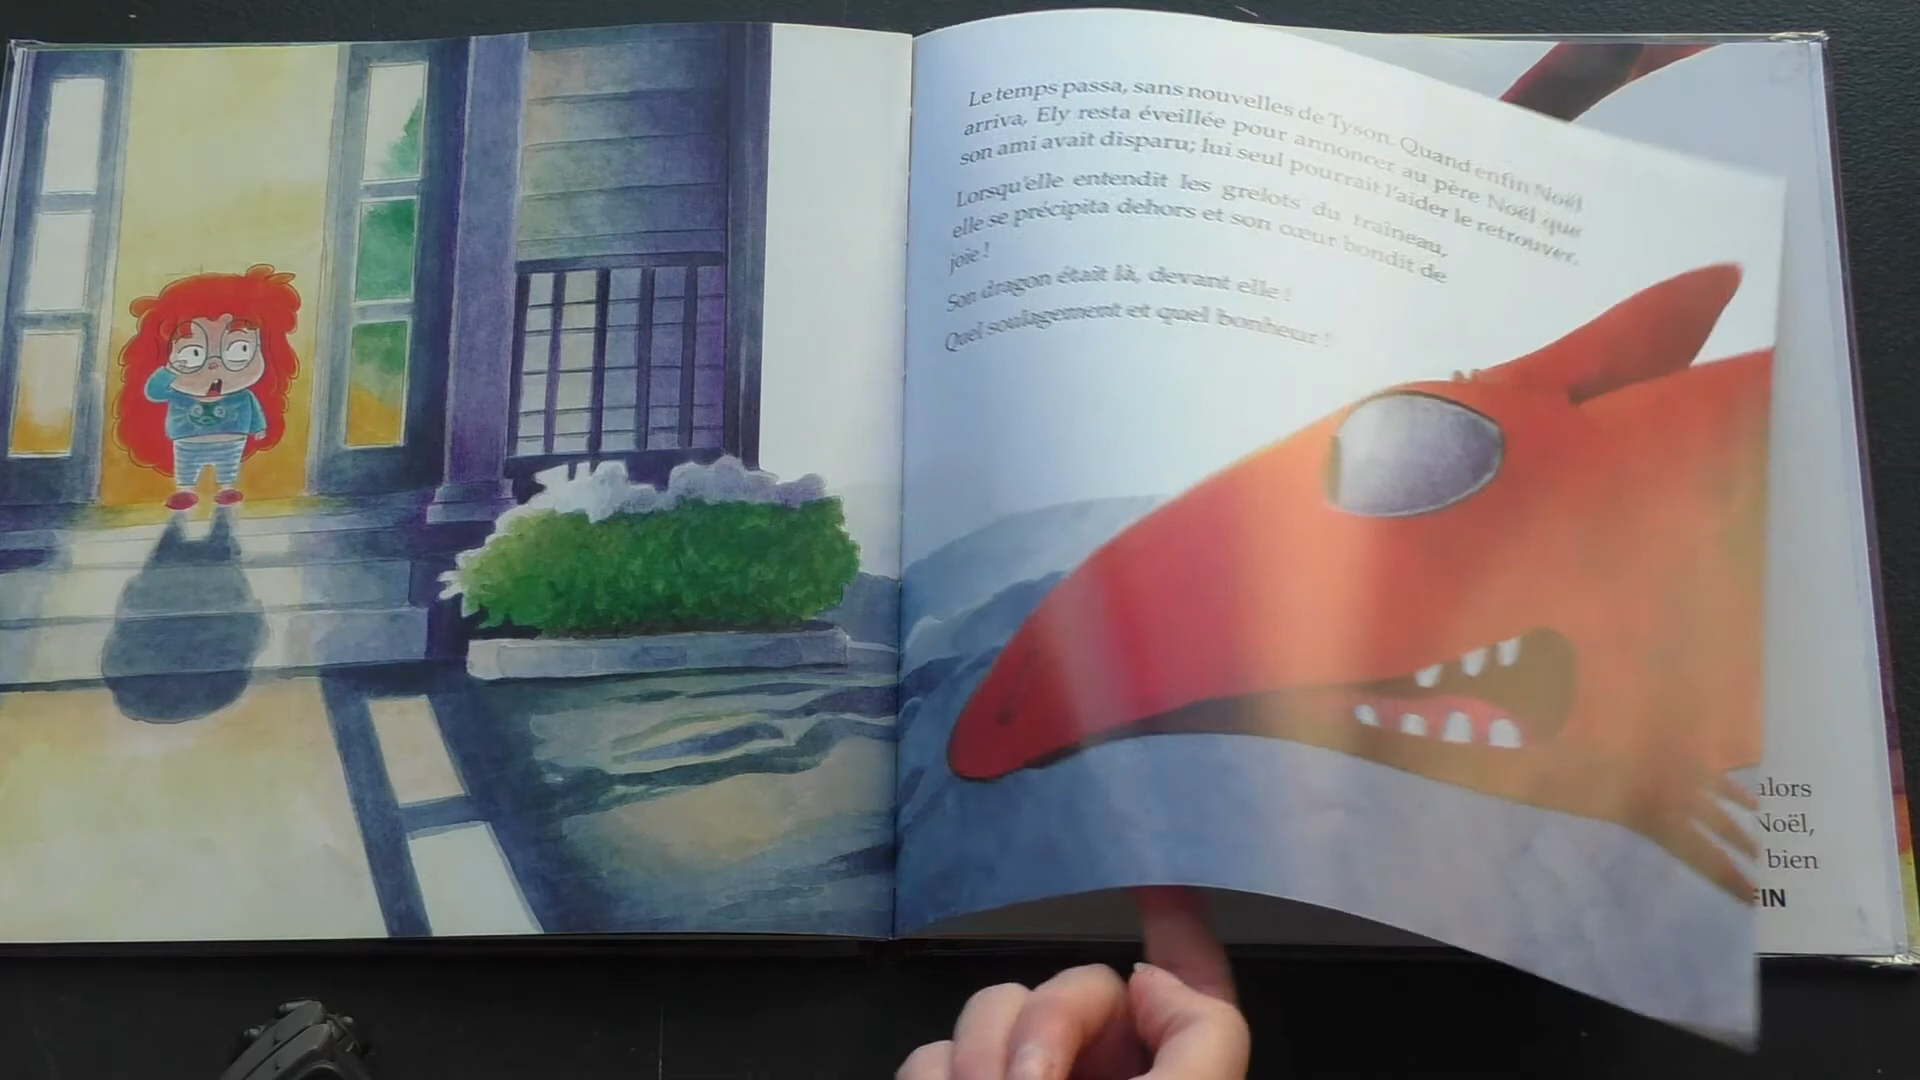 Le temps passa, sans nouvelles de Tyson. Quand enfin Noël
arriva, Ely resta éveillée pour annoncer au père Noël que
son ami avait disparu; lui seul pourrait l'aider le retrouver.
Lorsqu'elle entendit les grelots du traîneau,
elle se précipita dehors et son cœur bondit de
joie !
Son dragon était là, devant elle !
Quel soulagement et quel bonheur !
alors
Noël,
bien
FIN